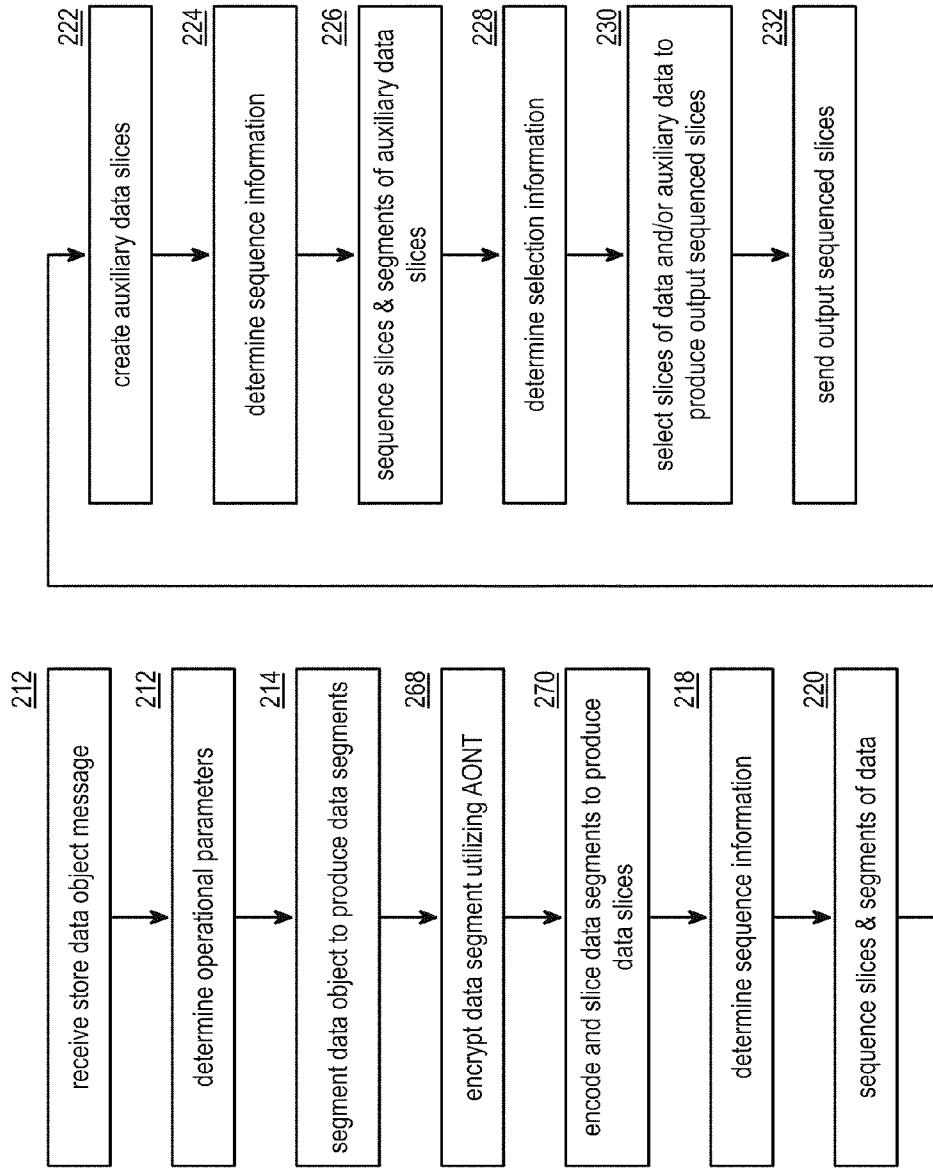 212
receive store data object message
212
determine operational parameters
214
segment data object to produce data segments
268
encrypt data segment utilizing AONT
270
encode and slice data segments to produce
data slices
218
determine sequence information
220
sequence slices & segments of data
222
create auxiliary data slices
224
determine sequence information
226
sequence slices & segments of auxiliary data
slices
228
determine selection information
230
select slices of data and/or auxiliary data to
produce output sequenced slices
232
send output sequenced slices